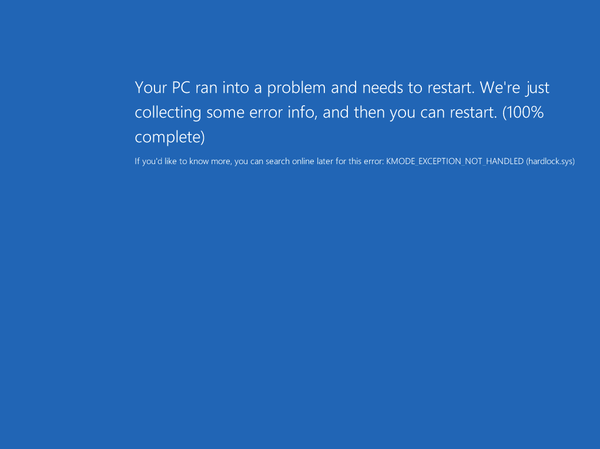 Your PC ran into a problem and needs to restart. We're just
collecting some error info, and then you can restart. (100%
complete)
If you'd like to know more, you can search online later for this error: KMODE_EXCEPTION_NOT_HANDLED (hardlock.sys)